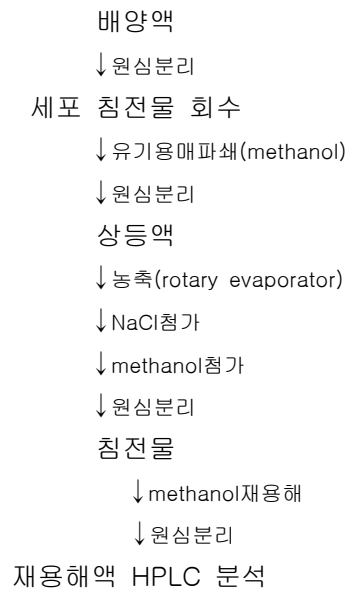 배양액
↓원심분리
세포 침전물 회수
↓유기용매파쇄(methanol)
↓원심분리
상등액
↓농축(rotary evaporator)
↓NaCl첨가
↓methanol첨가
↓원심분리
침전물
↓methanol재용해
↓원심분리
재용해액 HPLC 분석